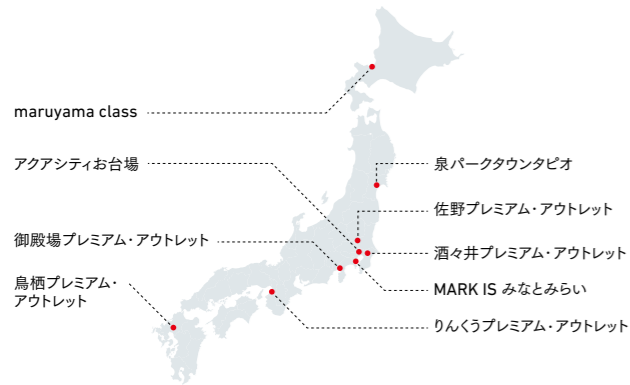 maruyama class
アクアシティお台場
御殿場プレミアム・アウトレット
鳥栖プレミアム・
アウトレット
泉パークタウンタピオ
佐野プレミアム・アウトレット
酒々井プレミアム・アウトレット
MARK IS みなとみらい
りんくうプレミアム・アウトレット